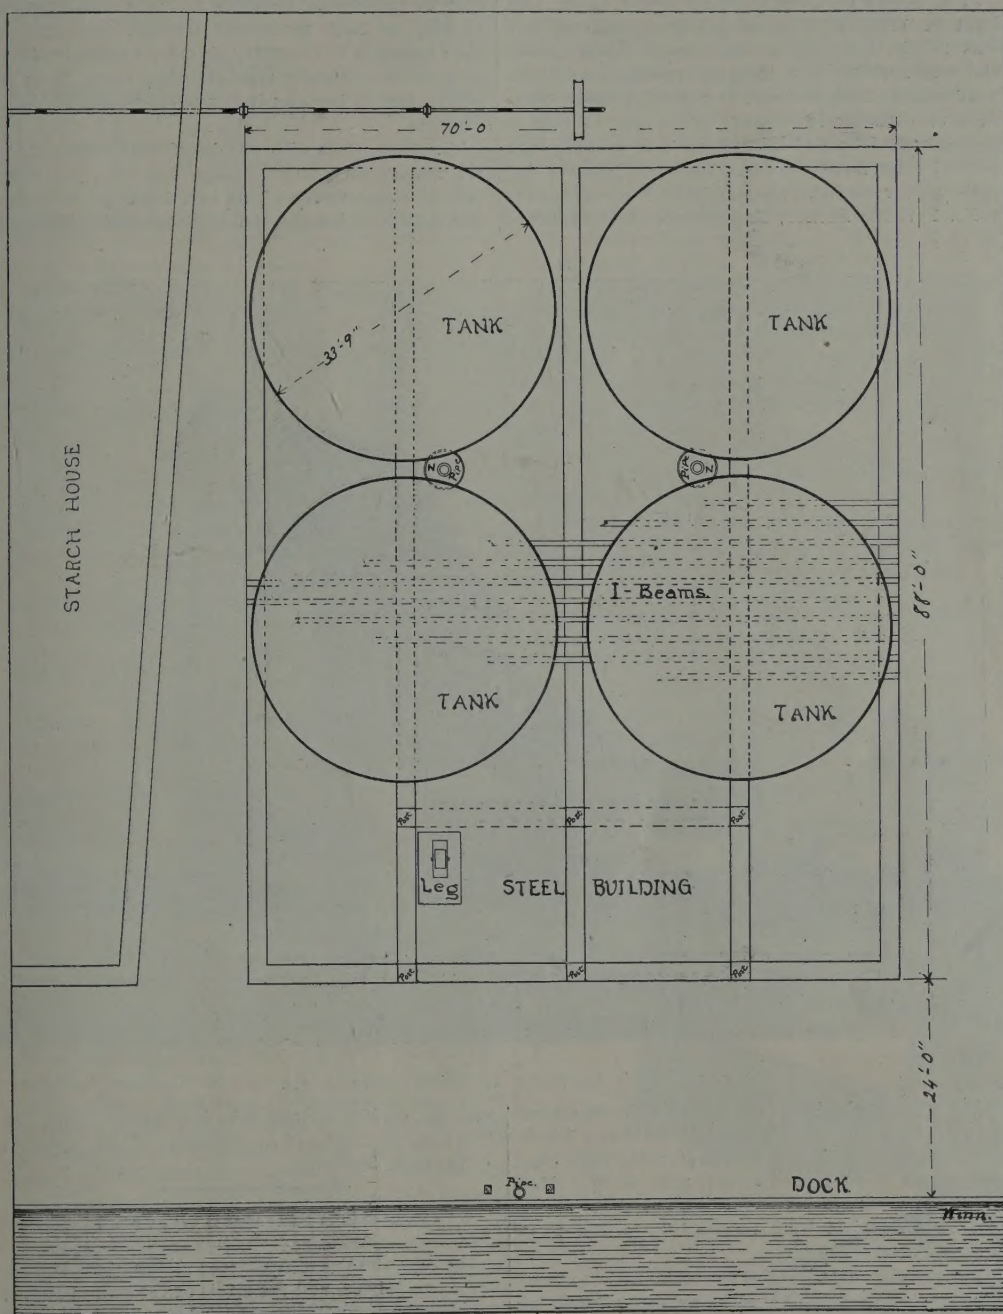 70'-0
TANK
TANK
33'-9"
Z Pipe
Pipe Z
STARCH HOUSE
I-Beams.
88'-0"
TANK
TANK
Post
Post
Post
Leg
STEEL BUILDING
Post
Post
Post
24'-0"
Pipe.
DOCK
Winn.